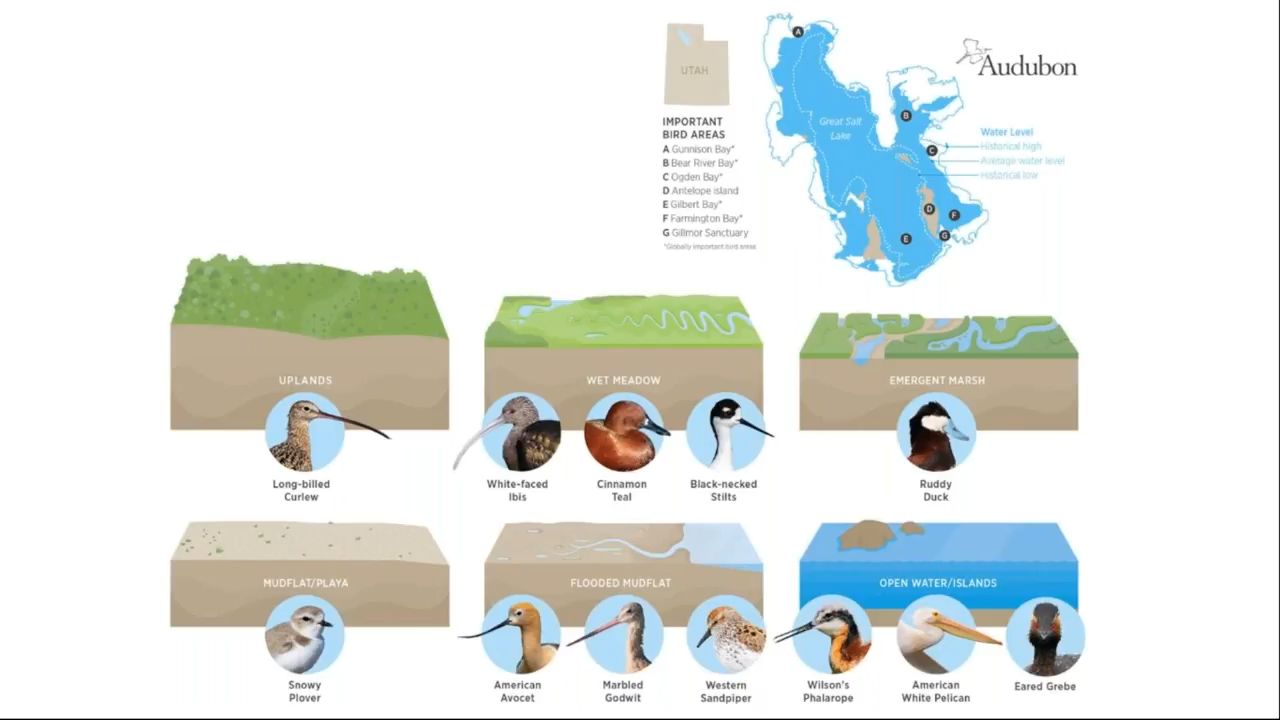 Audubon
UTAH
IMPORTANT
BIRD AREAS
A Gunnison Bay*
B Bear River Bay*
C Ogden Bay*
D Antelope island
E Gilbert Bay*
F Farmington Bay*
G Gillmor Sanctuary
*Globally important bird areas
A
Great Salt
Lake
B
C
D
F
G
E
Water Level
Historical high
Average water level
Historical low
UPLANDS
Long-billed
Curlew
WET MEADOW
White-faced
Ibis
Cinnamon
Teal
Black-necked
Stilts
EMERGENT MARSH
Ruddy
Duck
MUDFLAT/PLAYA
Snowy
Plover
FLOODED MUDFLAT
American
Avocet
Marbled
Godwit
Western
Sandpiper
OPEN WATER/ISLANDS
Wilson's
Phalarope
American
White Pelican
Eared Grebe